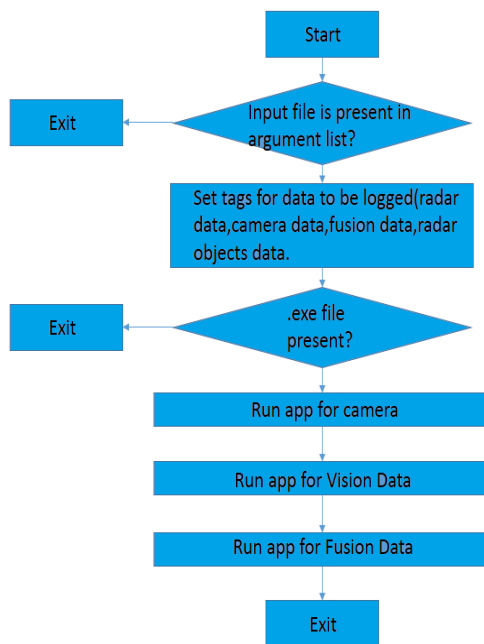 Start
Input file is present in
argument list?
Exit
Set tags for data to be logged(radar
data,camera data,fusion data,radar
objects data.
.exe file
present?
Exit
Run app for camera
Run app for Vision Data
Run app for Fusion Data
Exit